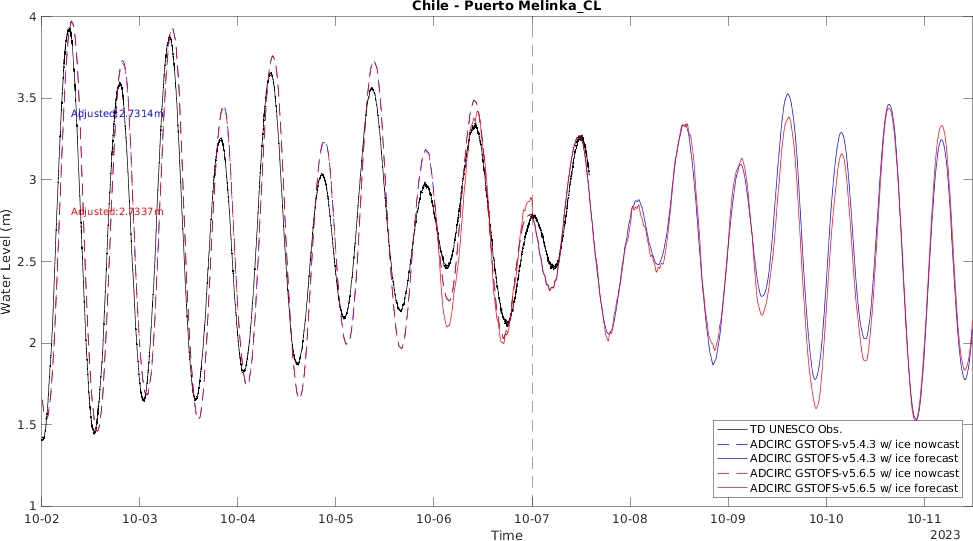 Chile - Puerto Melinka_CL
4
3.5
3
2.5
2
1.5
1
Water Level (m)
Adjusted:2.7314m
Adjusted:2.7337m
TD UNESCO Obs.
ADCIRC GSTOFS-v5.4.3 w/ ice nowcast
ADCIRC GSTOFS-v5.4.3 w/ ice forecast
ADCIRC GSTOFS-v5.6.5 w/ ice nowcast
ADCIRC GSTOFS-v5.6.5 w/ ice forecast
10-02 10-03 10-04 10-05 10-06 10-07 10-08 10-09 10-10 10-11
Time
2023